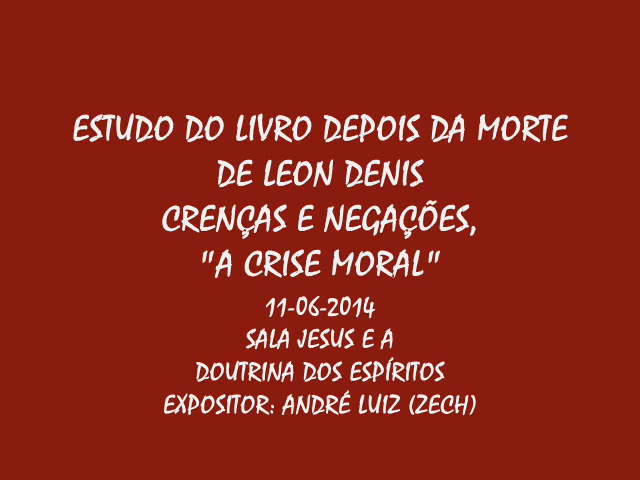 ESTUDO DO LIVRO DEPOIS DA MORTE
DE LEON DENIS
CRENÇAS E NEGAÇÕES,
"A CRISE MORAL"
11-06-2014
SALA JESUS E A
DOUTRINA DOS ESPÍRITOS
EXPOSITOR: ANDRÉ LUIZ (ZECH)